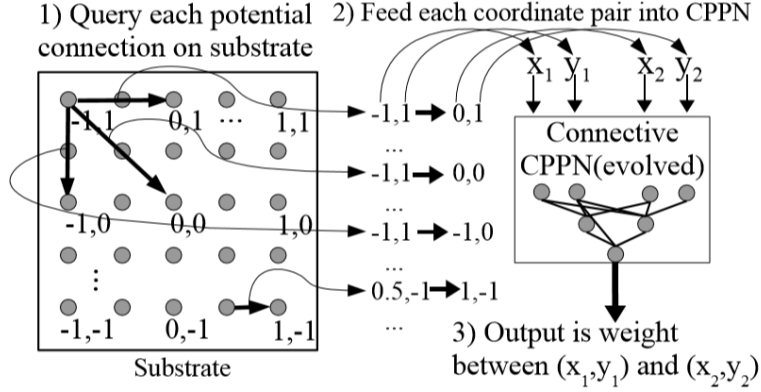 1) Query each potential
connection on substrate
2) Feed each coordinate pair into CPPN
x1 y1 x2 y2
-1,1 0,1 ... 1,1
-1,0 0,0 1,0
⋮
-1,-1 0,-1 1,-1
Substrate
-1,1 → 0,1
...
-1,1 → 0,0
...
-1,1 → -1,0
...
0.5,-1 → 1,-1
...
Connective
CPPN(evolved)
3) Output is weight
between (x1,y1) and (x2,y2)